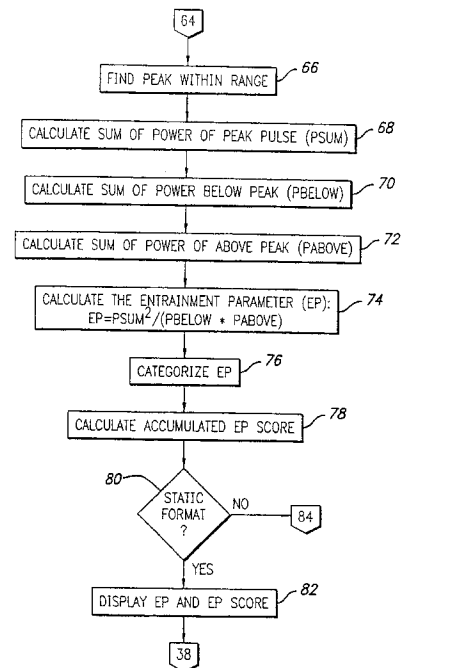 64
FIND PEAK WITHIN RANGE
66
CALCULATE SUM OF POWER OF PEAK PULSE (PSUM)
68
CALCULATE SUM OF POWER BELOW PEAK (PBELOW)
70
CALCULATE SUM OF POWER OF ABOVE PEAK (PABOVE)
72
CALCULATE THE ENTRAINMENT PARAMETER (EP):
EP=PSUM²/(PBELOW * PABOVE)
74
CATEGORIZE EP
76
CALCULATE ACCUMULATED EP SCORE
78
80
STATIC
FORMAT
?
NO
84
YES
DISPLAY EP AND EP SCORE
82
38